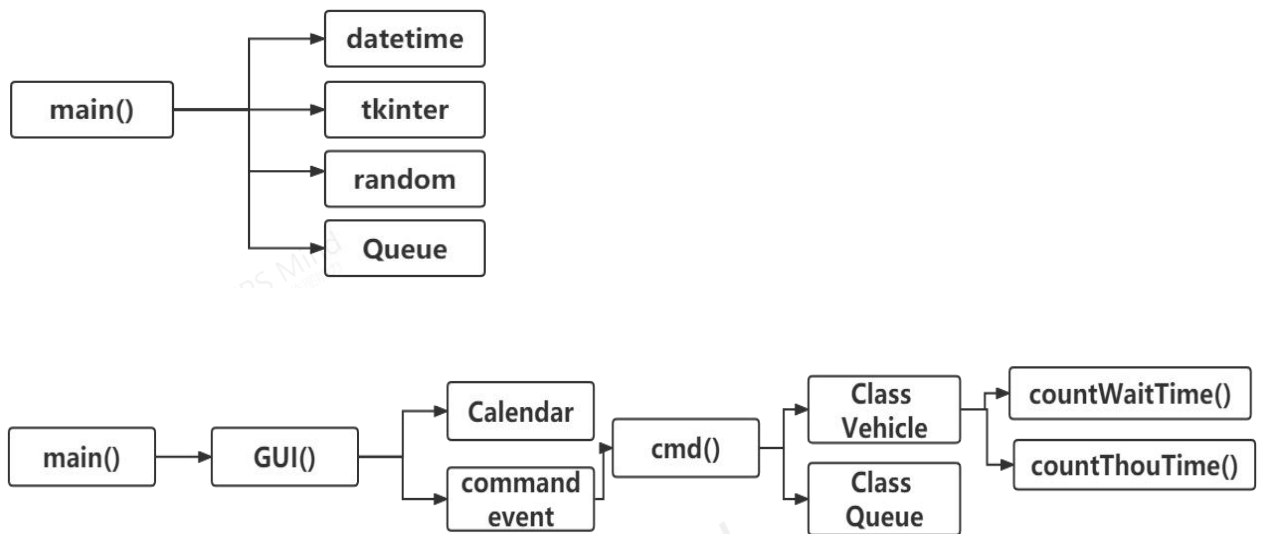 datetime
main()
tkinter
random
Queue
Calendar
Class
Vehicle
countWaitTime()
main()
GUI()
cmd()
countThouTime()
command
event
Class
Queue